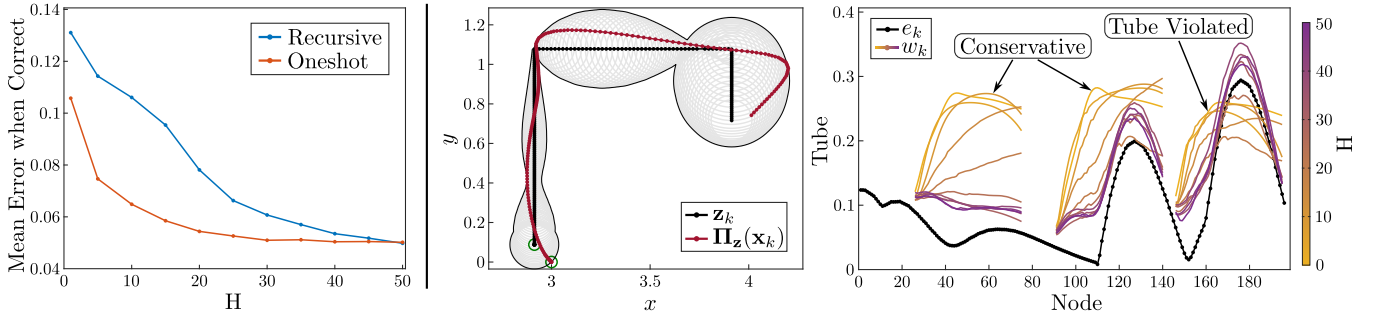 Mean Error when Correct
0.14
0.12
0.1
0.08
0.06
0.04
0
10
20
30
40
50
H
Recursive
Oneshot
y
1.2
1
0.8
0.6
0.4
0.2
0
3
3.5
4
x
z_k
Π_z(x_k)
Tube
0.4
0.3
0.2
0.1
0
0
20
40
60
80
100
120
140
160
180
Node
e_k
w_k
Conservative
Tube Violated
50
40
30
20
10
0
H